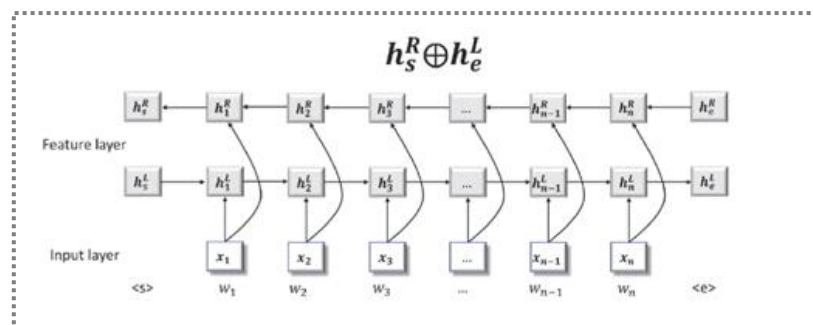 h_s^R⊕h_e^L
h_s^R h_1^R h_2^R h_3^R ... h_{n-1}^R h_n^R h_e^R
Feature layer
h_s^L h_1^L h_2^L h_3^L ... h_{n-1}^L h_n^L h_e^L
Input layer x_1 x_2 x_3 ... x_{n-1} x_n
<s> w_1 w_2 w_3 ... w_{n-1} w_n <e>